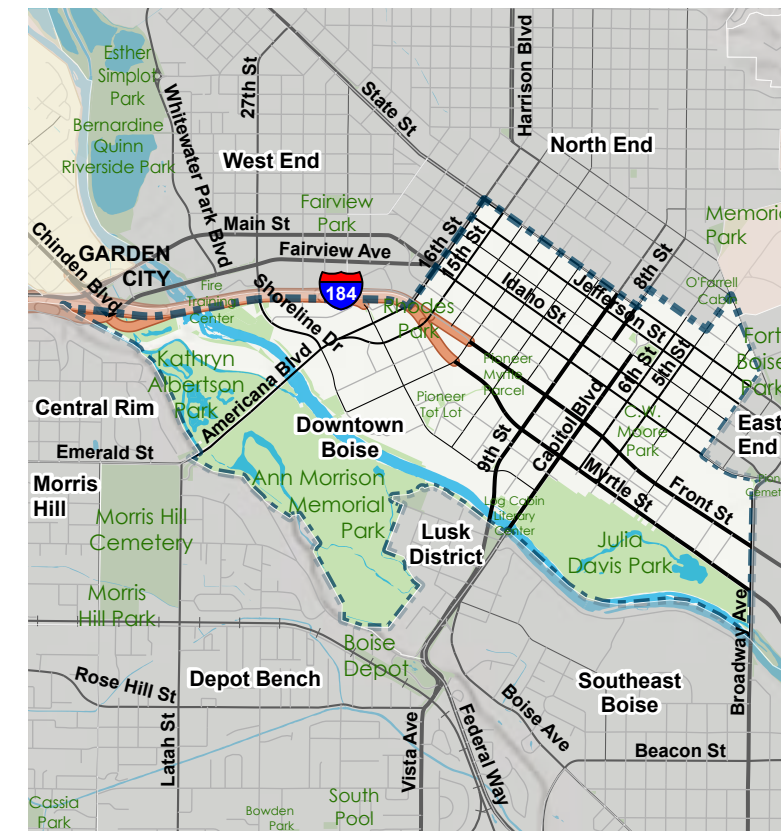 Esther
Simplot
Park
Bernardine
Quinn
Riverside Park
Whitewater Park Blvd
27th St
State St
Harrison Blvd
North End
West End
Fairview
Park
Memorial
Park
Main St
Fairview Ave
16th St
15th St
8th St
GARDEN
CITY
Chinden Blvd
Fire
Training
Center
Shoreline Dr
184
Rhodes
Park
Idaho St
Jefferson St
O'Farrell
Cabin
Fort
Boise
Park
Kathryn
Albertson
Park
Americana Blvd
Pioneer
Myrtle
Parcel
Pioneer
Tot Lot
6th St
5th St
Central Rim
Downtown
Boise
9th St
Capitol Blvd
C.W.
Moore
Park
East
End
Emerald St
Morris
Hill
Ann Morrison
Memorial
Park
Myrtle St
Front St
Log Cabin
Literary
Center
Morris Hill
Cemetery
Lusk
District
Julia
Davis Park
Morris
Hill Park
Boise
Depot
Broadway Ave
Rose Hill St
Depot Bench
Southeast
Boise
Latah St
Vista Ave
Federal Way
Boise Ave
Beacon St
Cassia
Park
Bowden
Park
South
Pool